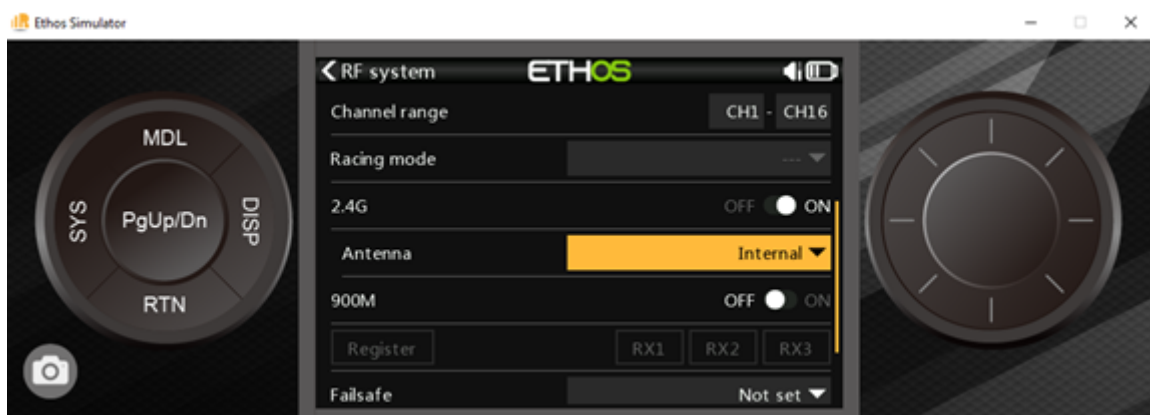 Ethos Simulator
RF system ETHOS
Channel range CH1 - CH16
MDL
Racing mode --- 
2.4G OFF ON
SYS PgUp/Dn DISP
Antenna Internal
900M OFF ON
RTN
Register RX1 RX2 RX3
Failsafe Not set